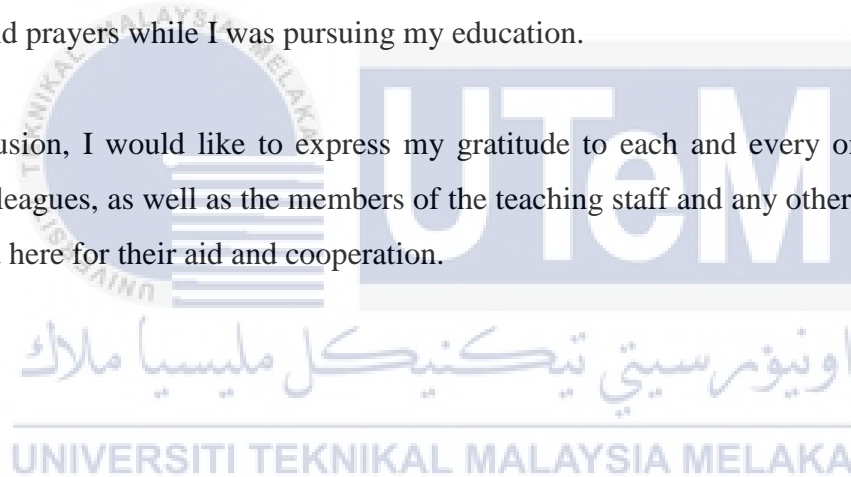 prayers while I was pursuing my education.
I would like to express my gratitude to each and every
as well as the members of the teaching staff and any other
here for their aid and cooperation.
UTeM
اونيۏرسيتي تيكنيكل مليسيا ملاك
UNIVERSITI TEKNIKAL MALAYSIA MELAKA